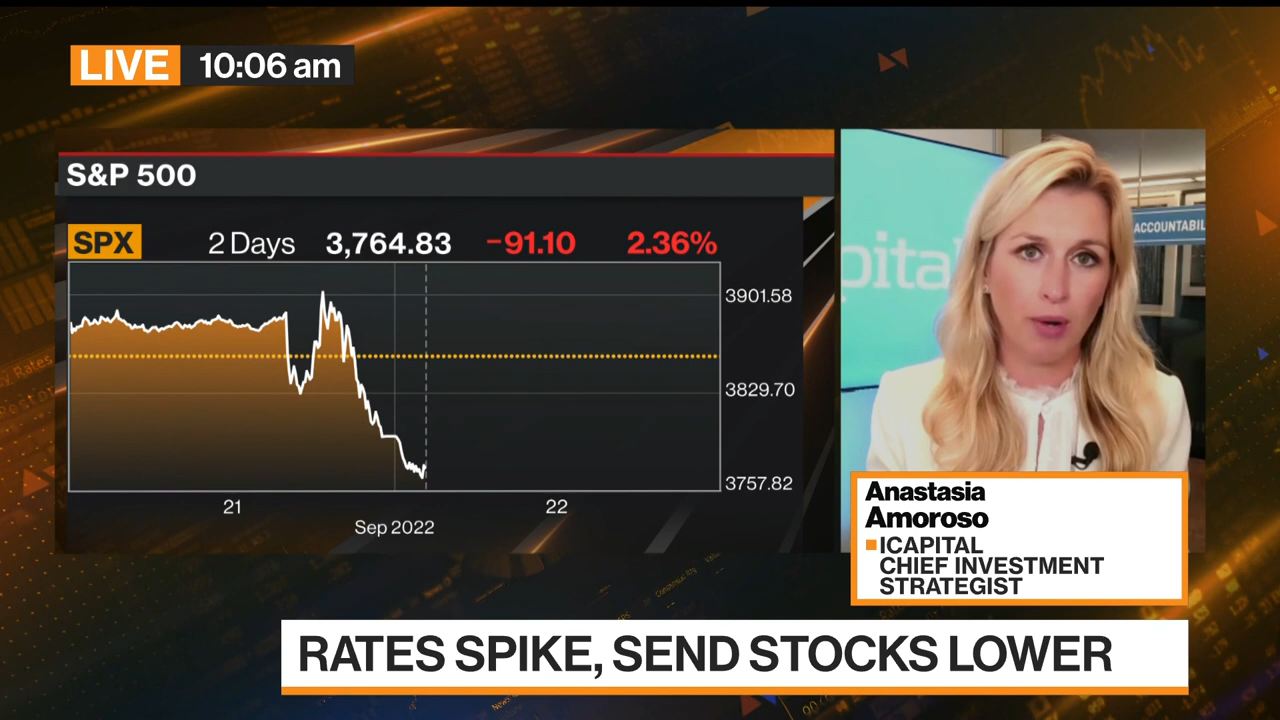 LIVE 10:06 am
S&P 500
SPX 2 Days 3,764.83 −91.10 2.36%
3901.58
3829.70
3757.82
21 22
Sep 2022
pital
ACCOUNTABIL
Anastasia
Amoroso
ICAPITAL
CHIEF INVESTMENT
STRATEGIST
RATES SPIKE, SEND STOCKS LOWER